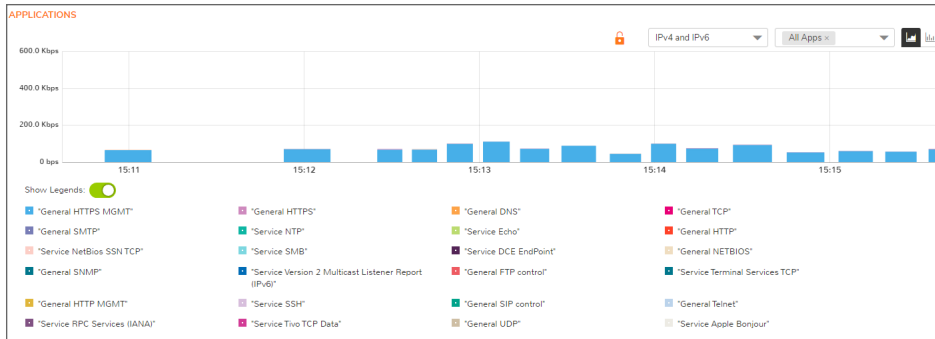 APPLICATIONS
IPv4 and IPv6
All Apps ×
600.0 Kbps
400.0 Kbps
200.0 Kbps
0 bps
15:11 15:12 15:13 15:14 15:15
Show Legends:
"General HTTPS MGMT" "General HTTPS" "General DNS" "General TCP"
"General SMTP" "Service NTP" "Service Echo" "General HTTP"
"Service NetBios SSN TCP" "Service SMB" "Service DCE EndPoint" "General NETBIOS"
"General SNMP" "Service Version 2 Multicast Listener Report "General FTP control" "Service Terminal Services TCP"
(IPv6)"
"General HTTP MGMT" "Service SSH" "General SIP control" "General Telnet"
"Service RPC Services (IANA)" "Service Tivo TCP Data" "General UDP" "Service Apple Bonjour"